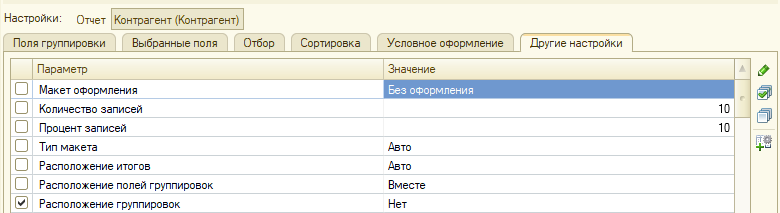 Настройки: Отчет Контрагент (Контрагент)
Поля группировки Выбранные поля Отбор Сортировка Условное оформление Другие настройки
Параметр Значение
Макет оформления Без оформления
Количество записей 10
Процент записей 10
Тип макета Авто
Расположение итогов Авто
Расположение полей группировок Вместе
Расположение группировок Нет